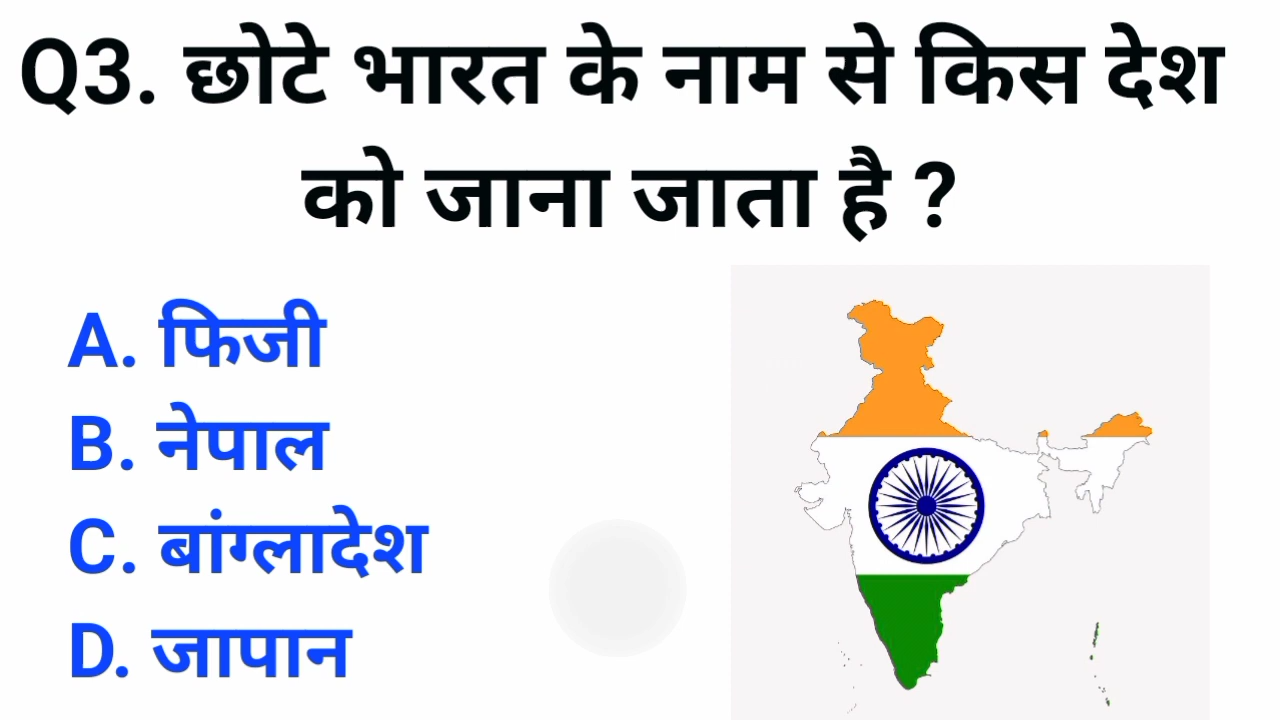 Q3. छोटे भारत के नाम से किस देश
को जाना जाता है ?
A. फिजी
B. नेपाल
C. बांग्लादेश
D. जापान